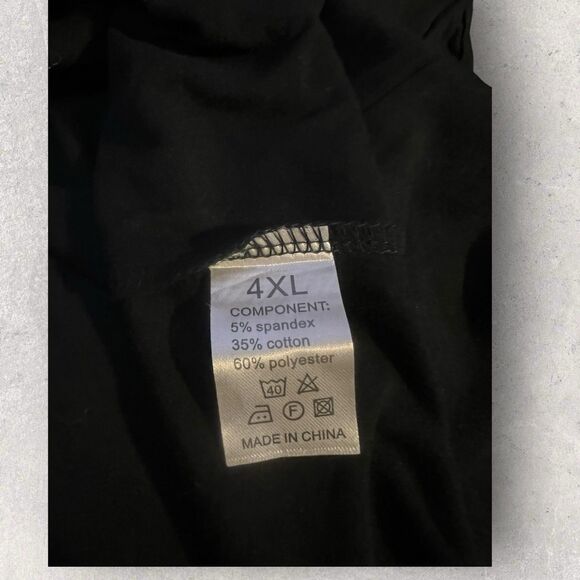 4XL
COMPONENT:
5% spandex
35% cotton
60% polyester
40
F
MADE IN CHINA